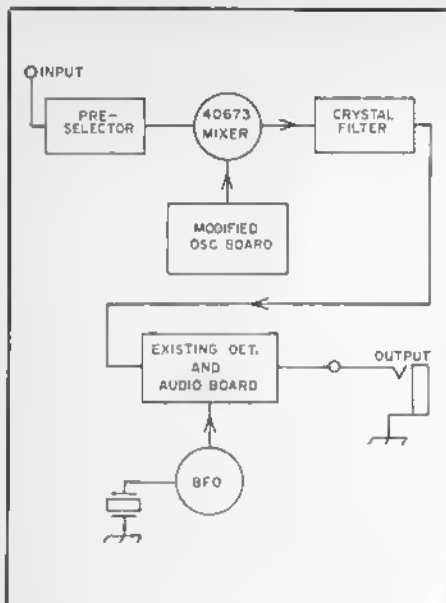 INPUT
PRE-
SELECTOR
40673
MIXER
CRYSTAL
FILTER
MODIFIED
OSC BOARD
EXISTING DET.
AND
AUDIO BOARD
OUTPUT
BFO